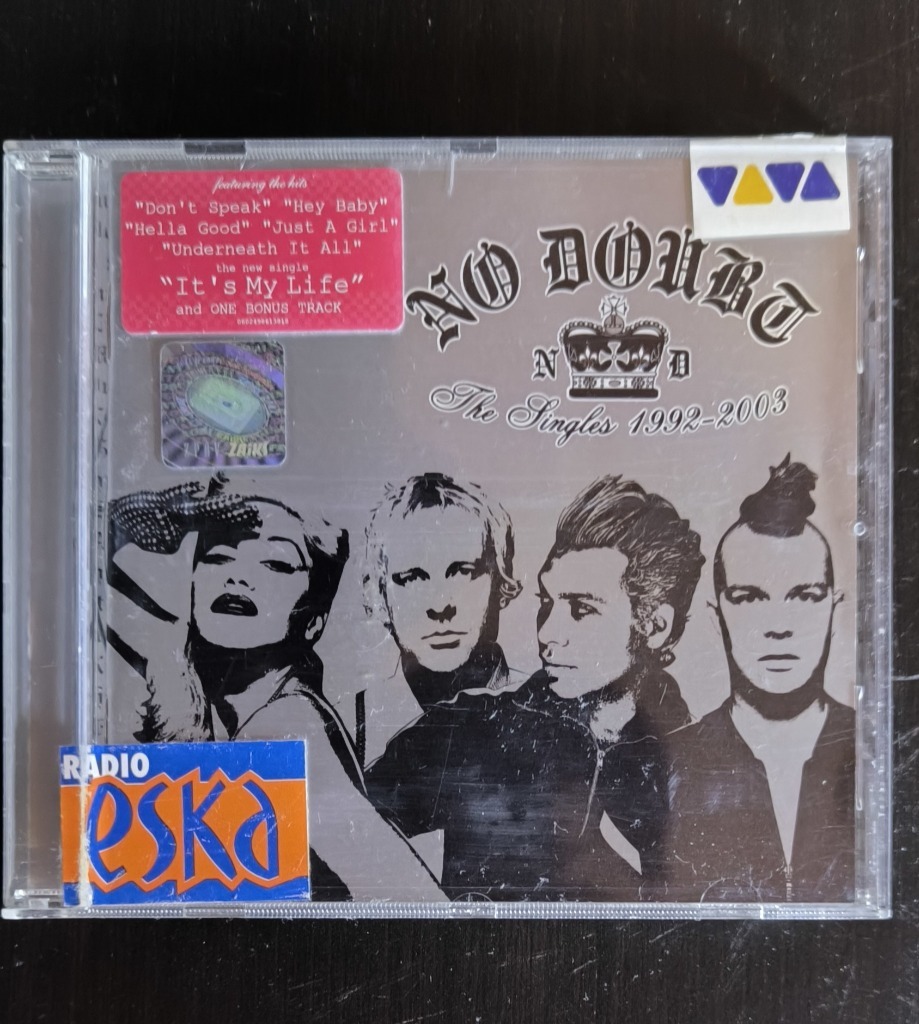 featuring the hits
"Don't Speak" "Hey Baby"
"Hella Good" "Just A Girl"
"Underneath It All"
the new single
"It's My Life"
and ONE BONUS TRACK
VIVA
NO DOUBT
N D
The Singles 1992-2003
ZAIKS
RADIO
eska